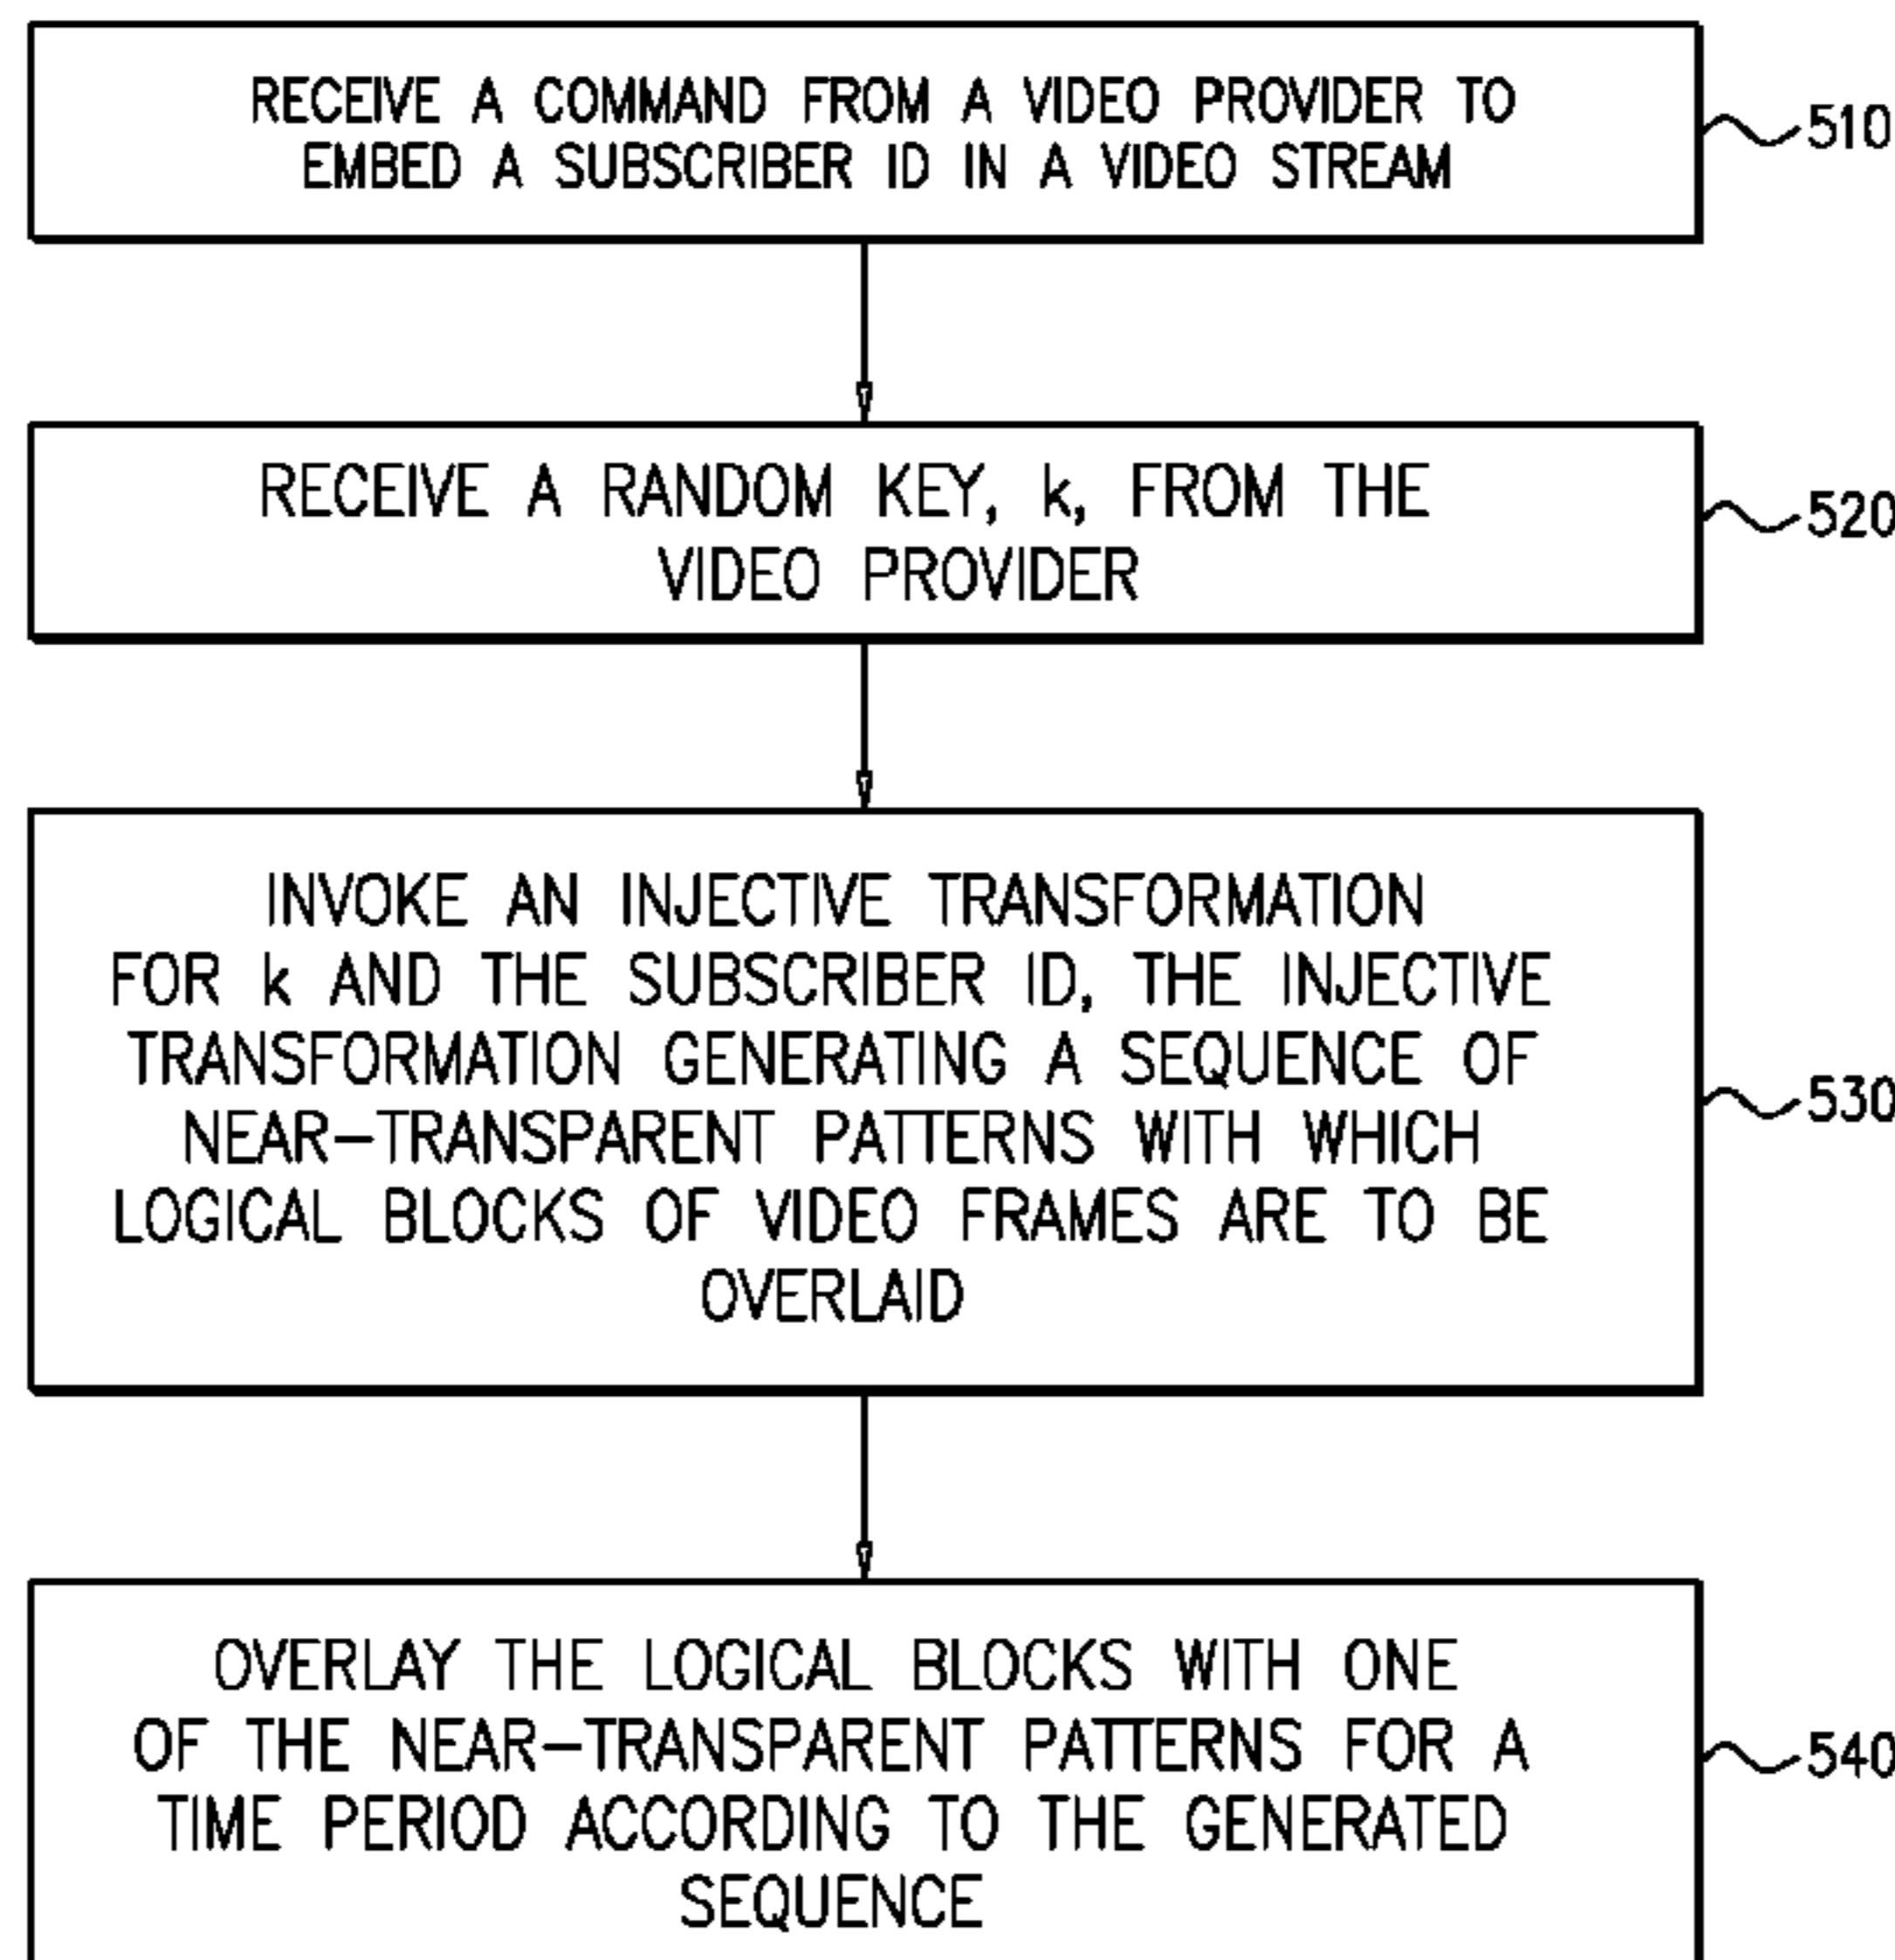 RECEIVE A COMMAND FROM A VIDEO PROVIDER TO
EMBED A SUBSCRIBER ID IN A VIDEO STREAM
510
RECEIVE A RANDOM KEY, k, FROM THE
VIDEO PROVIDER
520
INVOKE AN INJECTIVE TRANSFORMATION
FOR k AND THE SUBSCRIBER ID, THE INJECTIVE
TRANSFORMATION GENERATING A SEQUENCE OF
NEAR-TRANSPARENT PATTERNS WITH WHICH
LOGICAL BLOCKS OF VIDEO FRAMES ARE TO BE
OVERLAID
530
OVERLAY THE LOGICAL BLOCKS WITH ONE
OF THE NEAR-TRANSPARENT PATTERNS FOR A
TIME PERIOD ACCORDING TO THE GENERATED
SEQUENCE
540